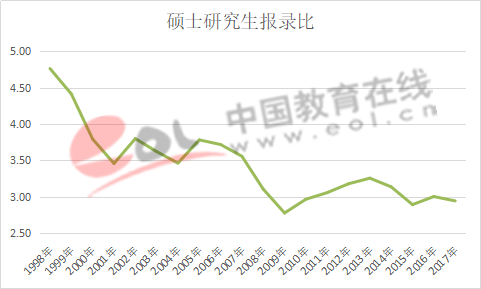 硕士研究生报录比
5.00
4.50
4.00
3.50
3.00
2.50
1998年
1999年
2000年
2001年
2002年
2003年
2004年
2005年
2006年
2007年
2008年
2009年
2010年
2011年
2012年
2013年
2014年
2015年
2016年
2017年
eol 中国教育在线
www.eol.cn